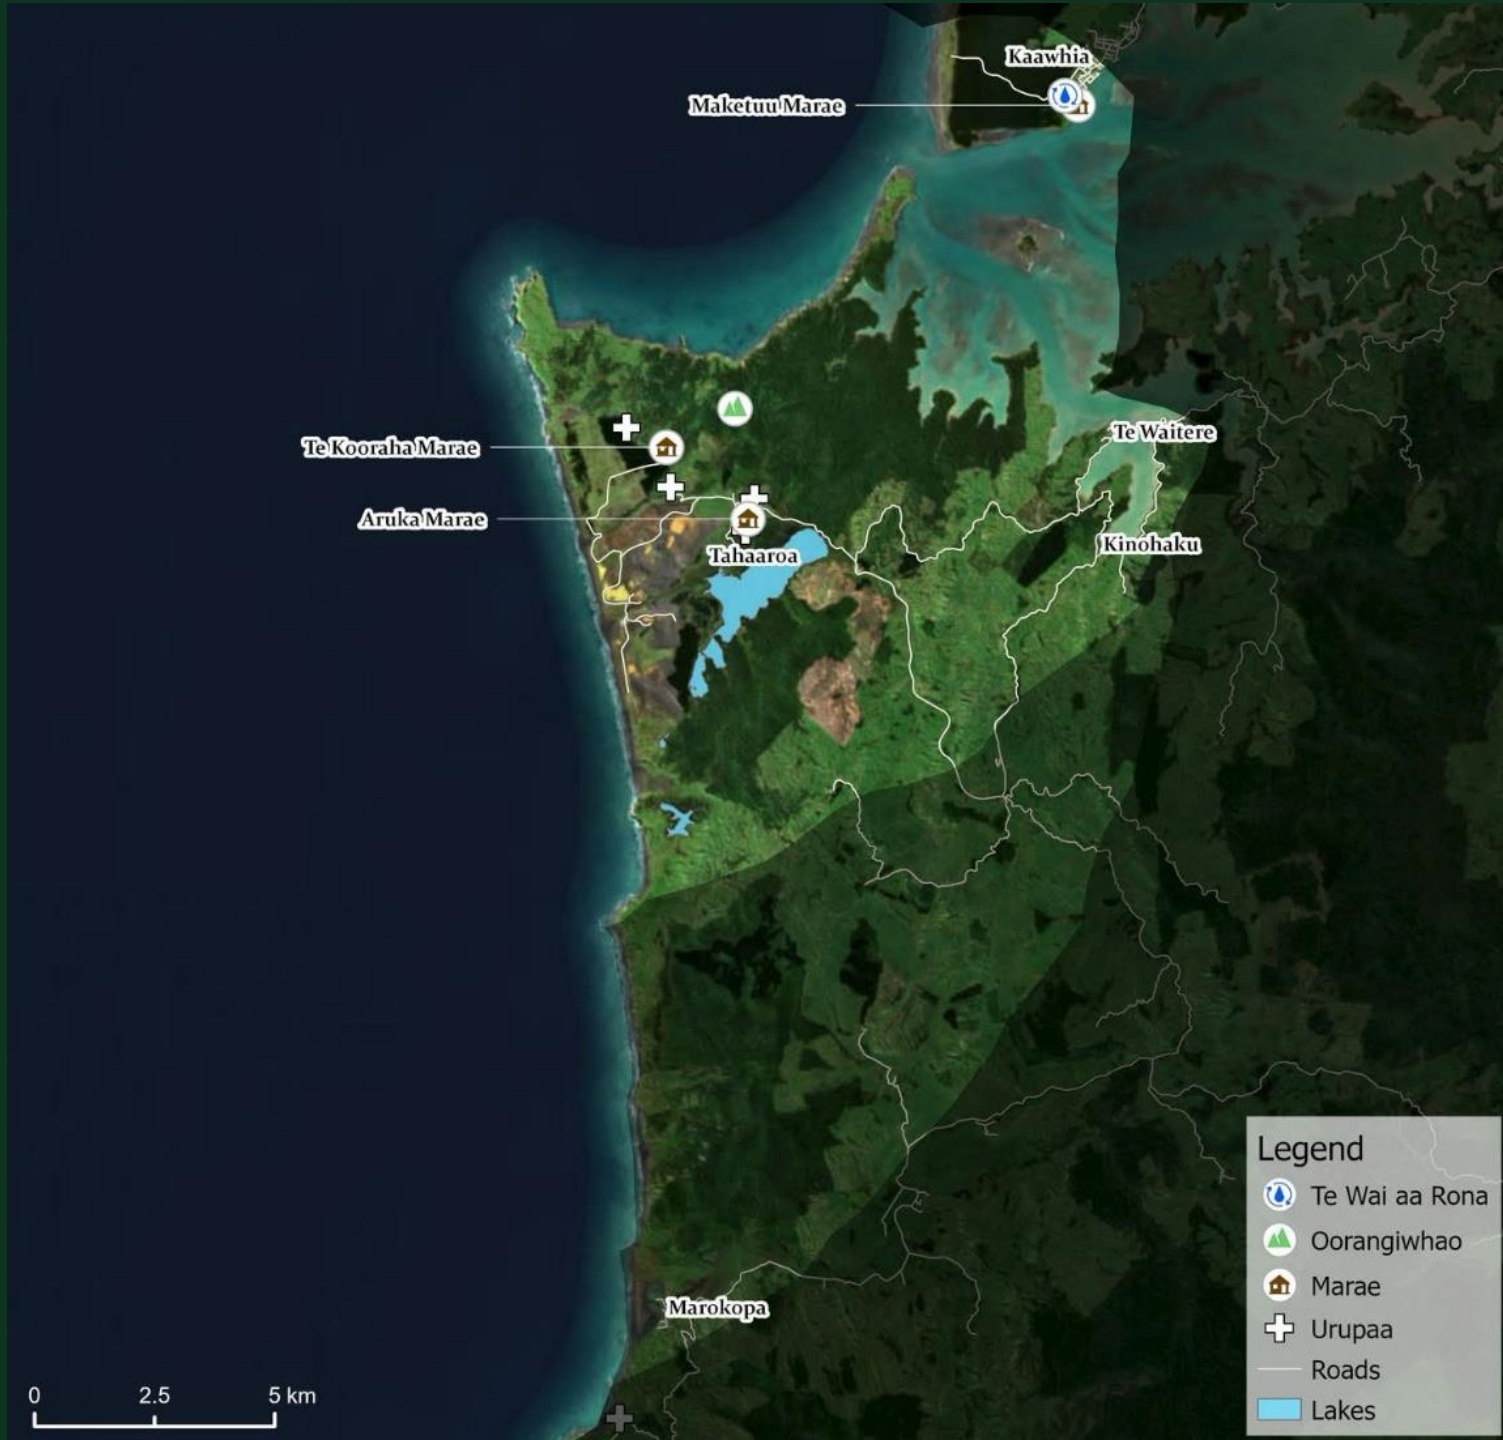 Kaawhia
Maketuu Marae
Te Waitere
Te Kooraha Marae
Aruka Marae
Kinohaku
Tahaaroa
Marokopa
Legend
Te Wai aa Rona
Oorangiwhao
Marae
Urupaa
Roads
Lakes
0 2.5 5 km